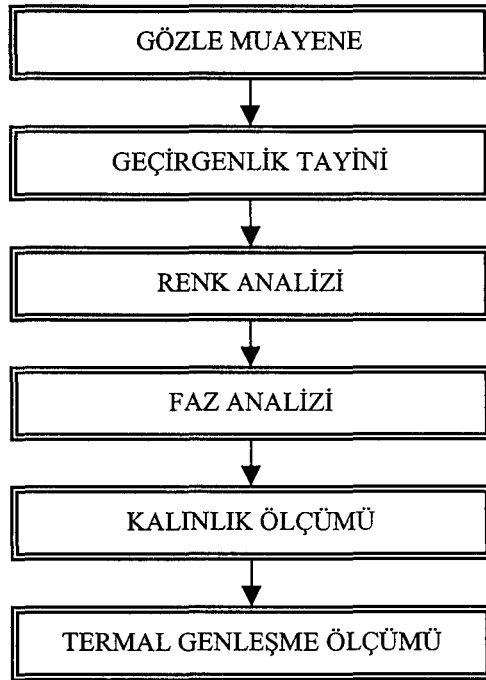 GÖZLE MUAYENE
GEÇİRGENLİK TAYİNİ
RENK ANALİZİ
FAZ ANALİZİ
KALINLIK ÖLÇÜMÜ
TERMAL GENLEŞME ÖLÇÜMÜ